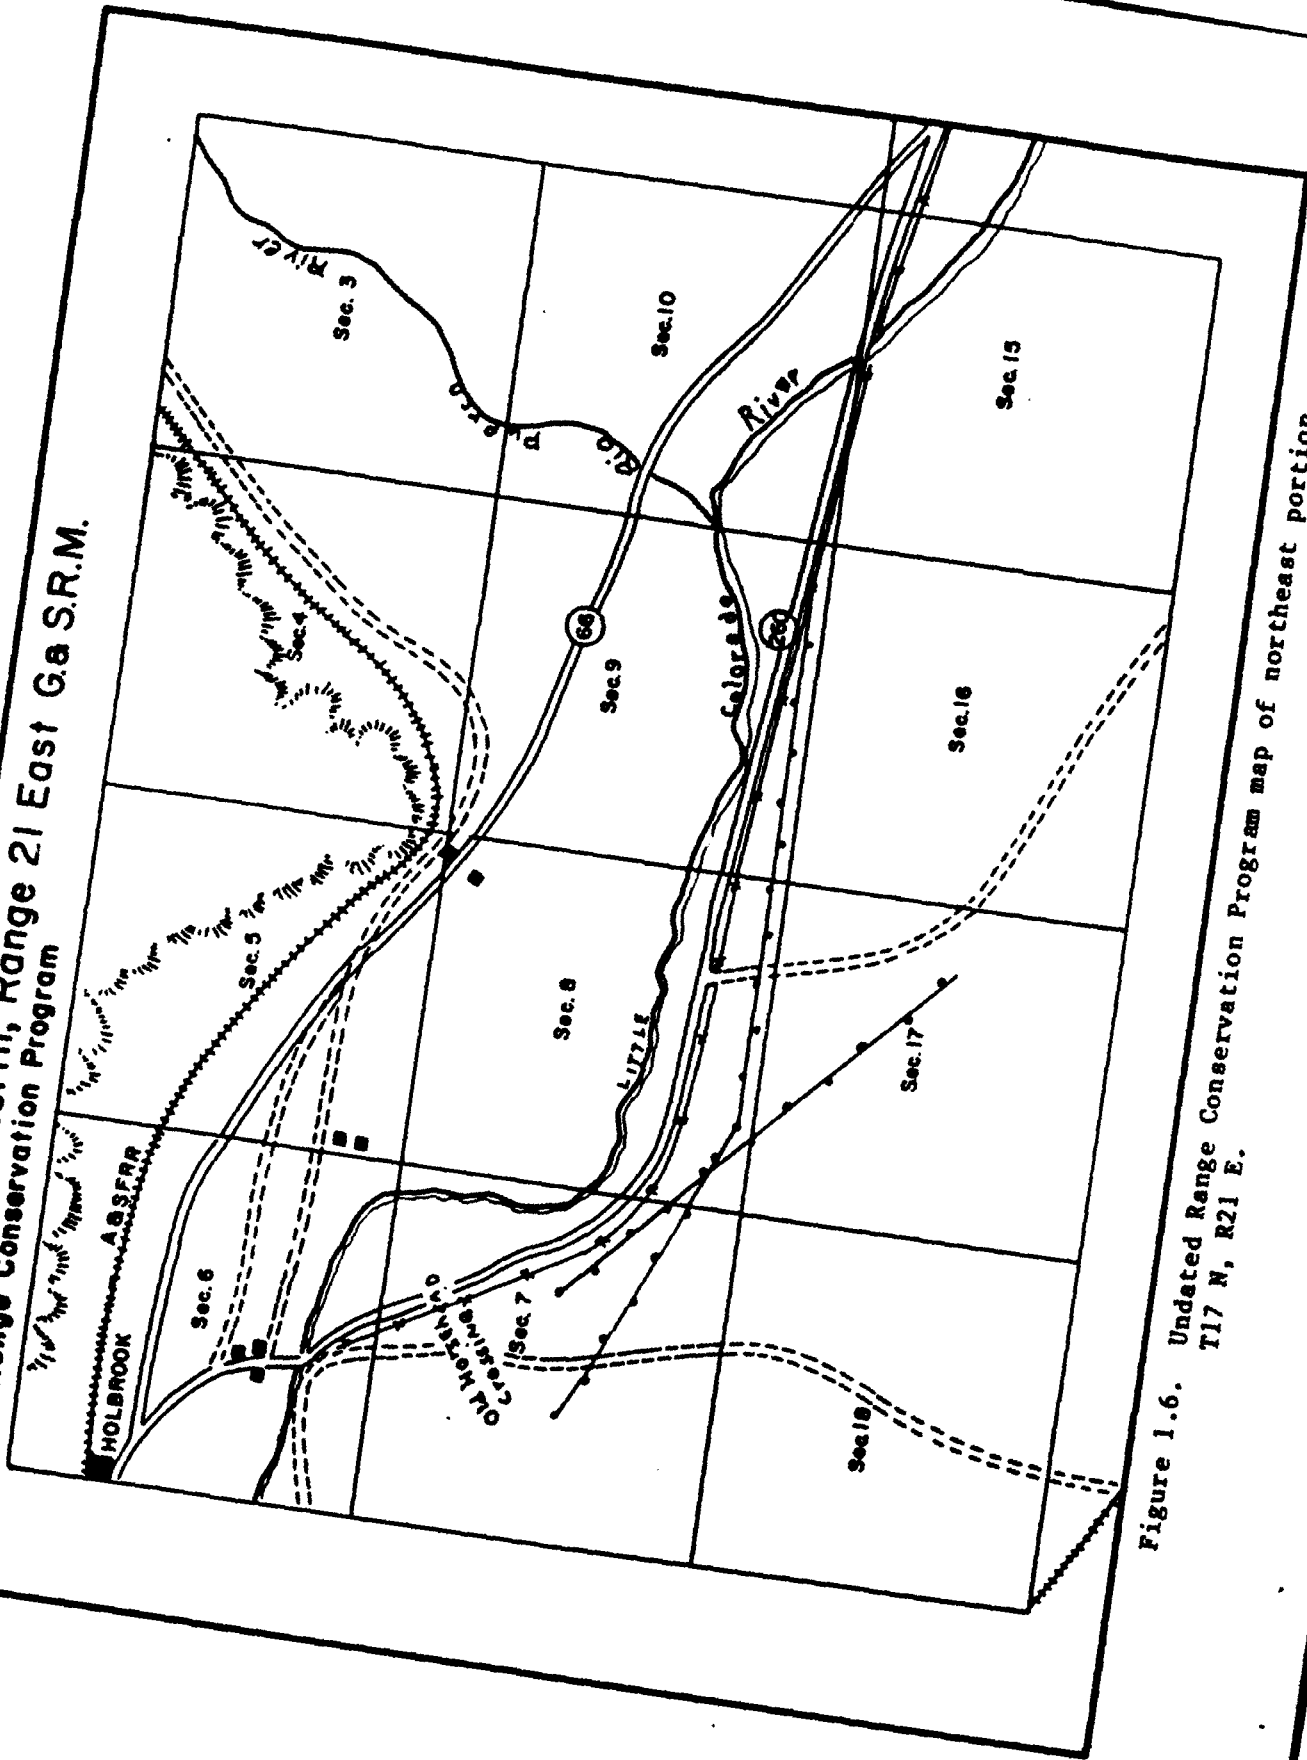 Range 21 East G.& S.R.M.
Conservation Program
HOLBROOK
A&SFRR
Sec. 6
Sec. 5
Sec. 4
Sec. 3
River
Puerco
Rio
Sec. 7
Sec. 8
Sec. 9
Sec. 10
66
260
Old Horsehead
Crossing
LITTLE
Colorado
River
Sec. 18
Sec. 17
Sec. 16
Sec. 15
Figure 1.6. Undated Range Conservation Program map of northeast portion
T17 N, R21 E.